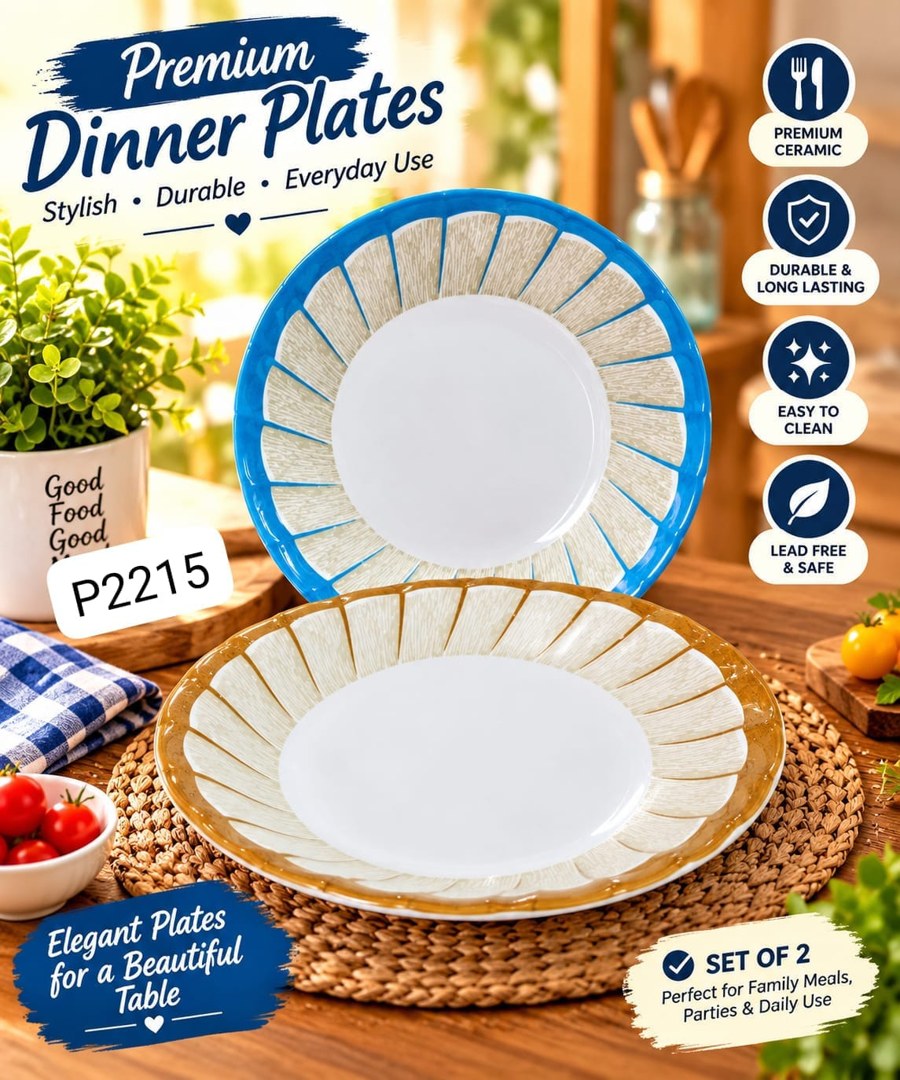 Premium
Dinner Plates
Stylish • Durable • Everyday Use
PREMIUM
CERAMIC
DURABLE &
LONG LASTING
EASY TO
CLEAN
LEAD FREE
& SAFE
Good
Food
Good
P2215
Elegant Plates
for a Beautiful
Table
SET OF 2
Perfect for Family Meals,
Parties & Daily Use